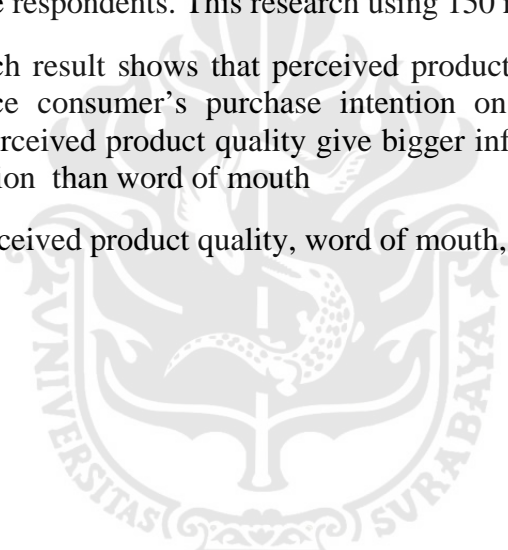 e respondents. This research using 150
ch result shows that perceived product
ce consumer's purchase intention on
rceived product quality give bigger inf
ion than word of mouth
ceived product quality, word of mouth,
UNIVERSITAS SURABAYA